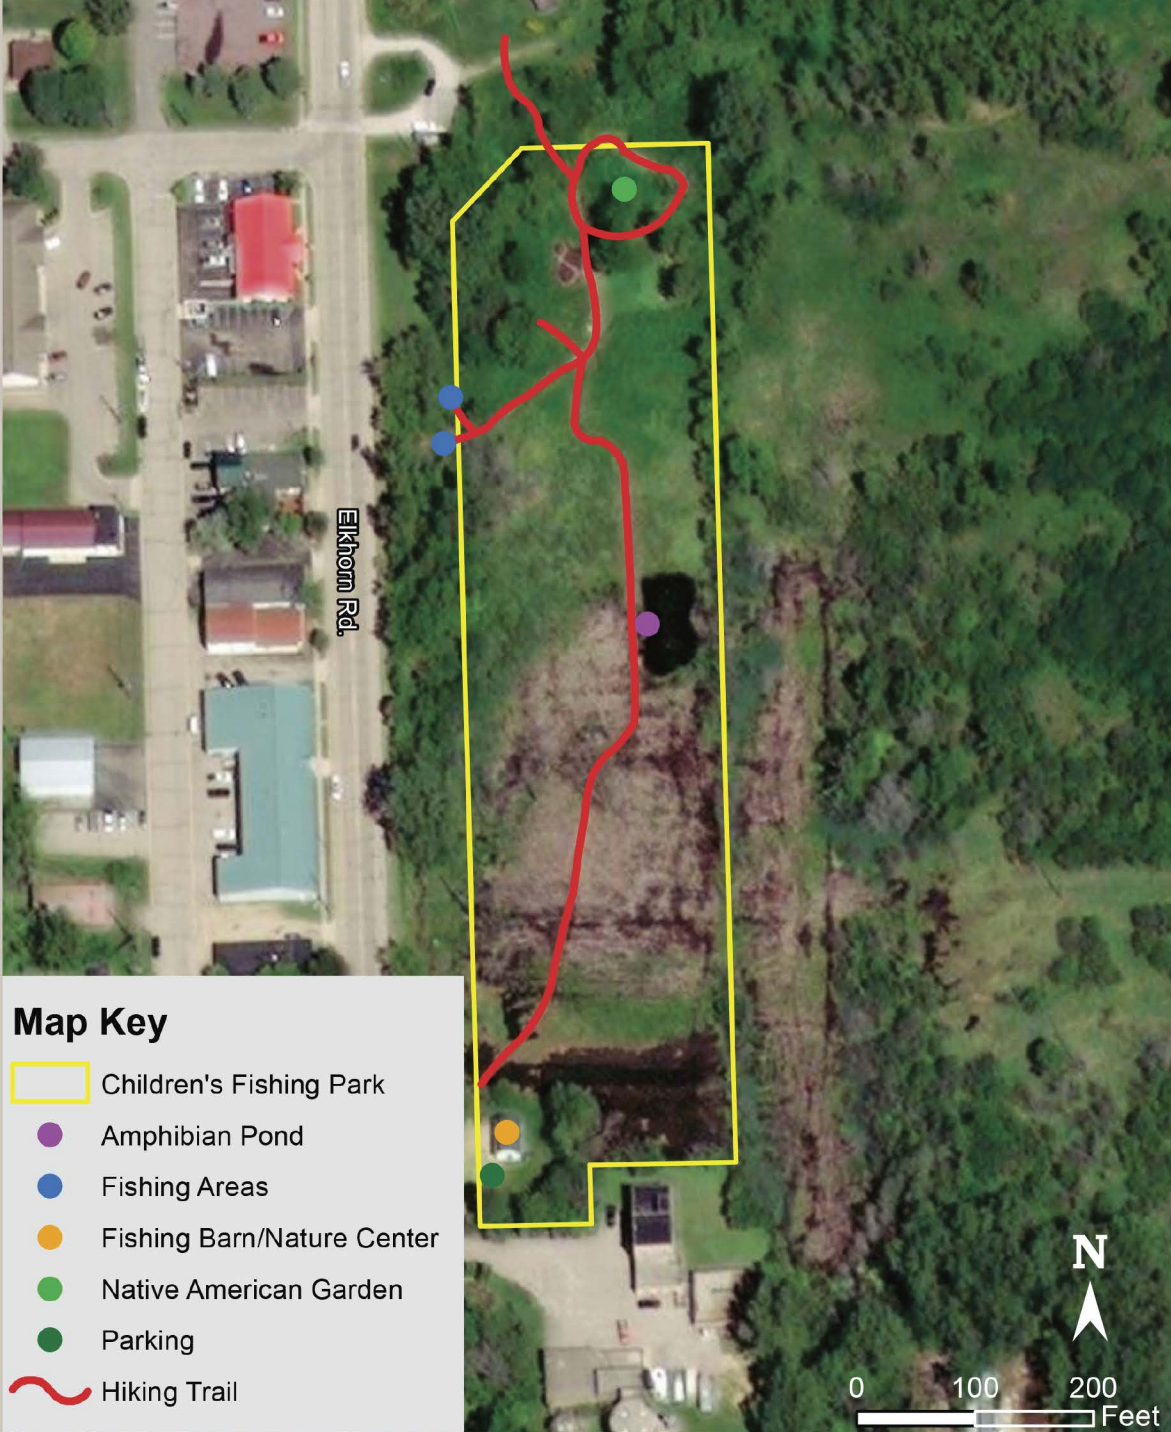 Elkhorn Rd.
Map Key
Children's Fishing Park
Amphibian Pond
Fishing Areas
Fishing Barn/Nature Center
Native American Garden
Parking
Hiking Trail
N
0 100 200
Feet